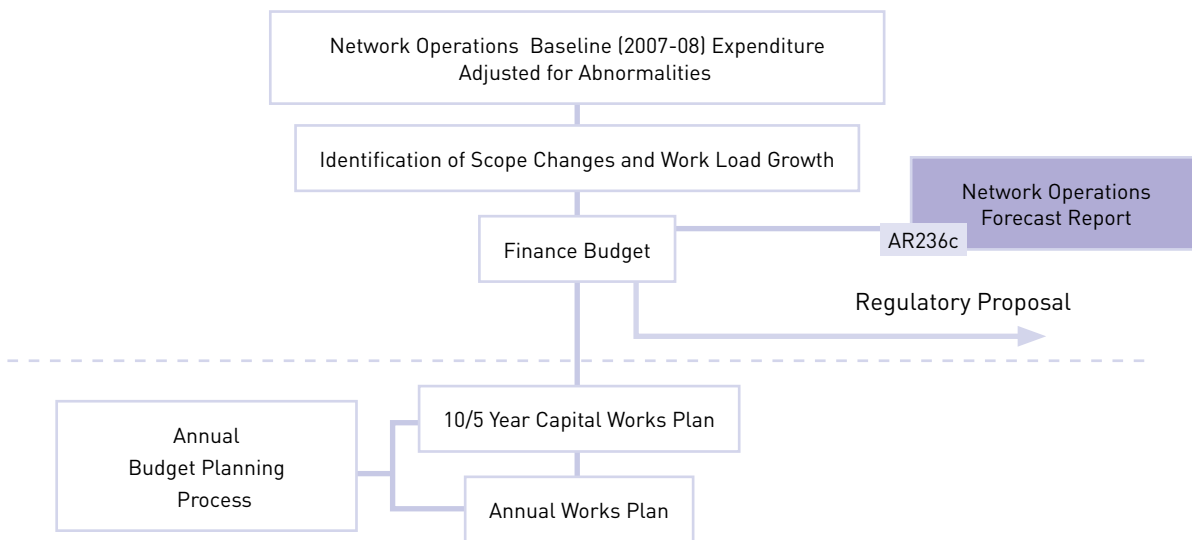 Network Operations Baseline (2007-08) Expenditure
Adjusted for Abnormalities
Identification of Scope Changes and Work Load Growth
Network Operations
Forecast Report
AR236c
Finance Budget
Regulatory Proposal
10/5 Year Capital Works Plan
Annual
Budget Planning
Process
Annual Works Plan